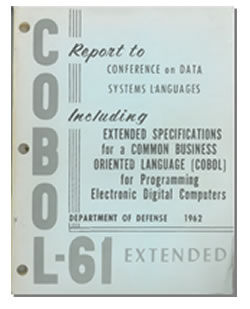 COBOL-61 EXTENDED
Report to
CONFERENCE on DATA
SYSTEMS LANGUAGES
Including
EXTENDED SPECIFICATIONS
for a COMMON BUSINESS
ORIENTED LANGUAGE (COBOL)
for Programming
Electronic Digital Computers
DEPARTMENT OF DEFENSE 1962